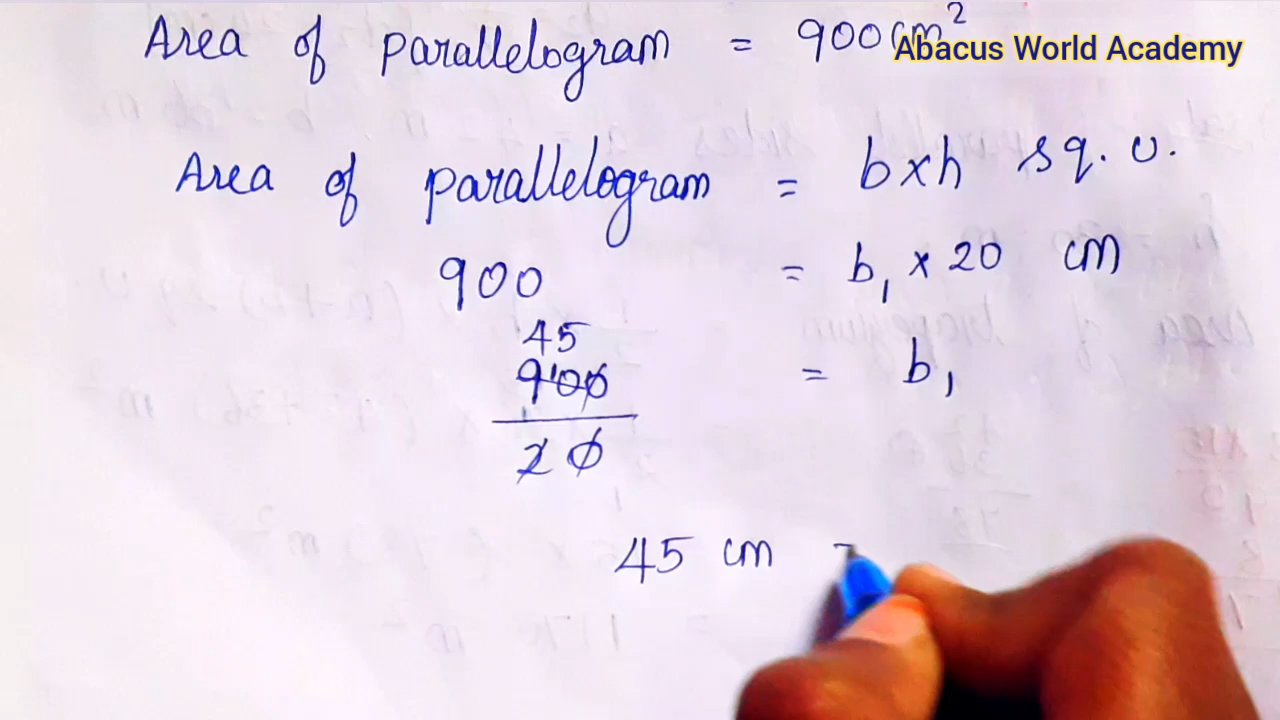 Area of parallelogram = 900 cm²
Abacus World Academy
Area of parallelogram = b x h sq. u.
900 = b₁ x 20 cm
45
900 = b₁
20
45 cm =